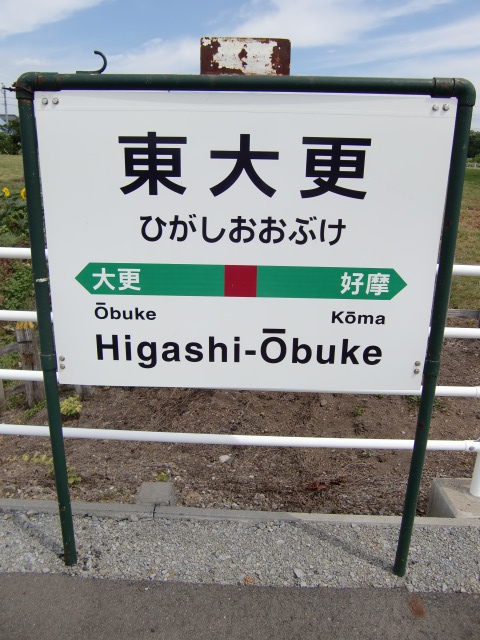 東大更
ひがしおおぶけ
大更 好摩
Ōbuke Kōma
Higashi-Ōbuke